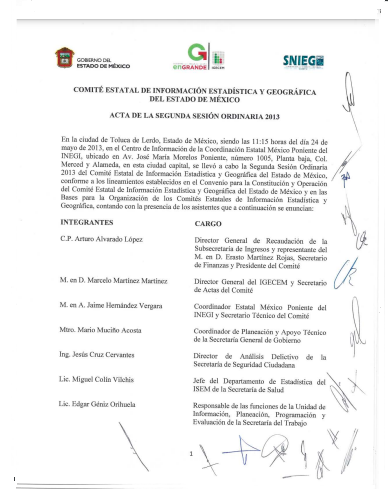 GOBIERNO DEL
ESTADO DE MÉXICO
enGRANDE
IGECEM
SNIEG
COMITÉ ESTATAL DE INFORMACIÓN ESTADÍSTICA Y GEOGRÁFICA
DEL ESTADO DE MÉXICO
ACTA DE LA SEGUNDA SESIÓN ORDINARIA 2013
En la ciudad de Toluca de Lerdo, Estado de México, siendo las 11:15 horas del día 24 de
mayo de 2013, en el Centro de Información de la Coordinación Estatal México Poniente del
INEGI, ubicado en Av. José María Morelos Poniente, número 1005, Planta baja, Col.
Merced y Alameda, en esta ciudad capital, se llevó a cabo la Segunda Sesión Ordinaria
2013 del Comité Estatal de Información Estadística y Geográfica del Estado de México,
conforme a los lineamientos establecidos en el Convenio para la Constitución y Operación
del Comité Estatal de Información Estadística y Geográfica del Estado de México y en las
Bases para la Organización de los Comités Estatales de Información Estadística y
Geográfica, contando con la presencia de los asistentes que a continuación se enuncian:
INTEGRANTES CARGO
C.P. Arturo Alvarado López Director General de Recaudación de la
Subsecretaría de Ingresos y representante del
M. en D. Erasto Martínez Rojas, Secretario
de Finanzas y Presidente del Comité
M. en D. Marcelo Martínez Martínez Director General del IGECEM y Secretario
de Actas del Comité
M. en A. Jaime Hernández Vergara Coordinador Estatal México Poniente del
INEGI y Secretario Técnico del Comité
Mtro. Mario Muciño Acosta Coordinador de Planeación y Apoyo Técnico
de la Secretaría General de Gobierno
Ing. Jesús Cruz Cervantes Director de Análisis Delictivo de la
Secretaría de Seguridad Ciudadana
Lic. Miguel Colín Vilchis Jefe del Departamento de Estadística del
ISEM de la Secretaría de Salud
Lic. Edgar Géniz Orihuela Responsable de las funciones de la Unidad de
Información, Planeación, Programación y
Evaluación de la Secretaría del Trabajo
1